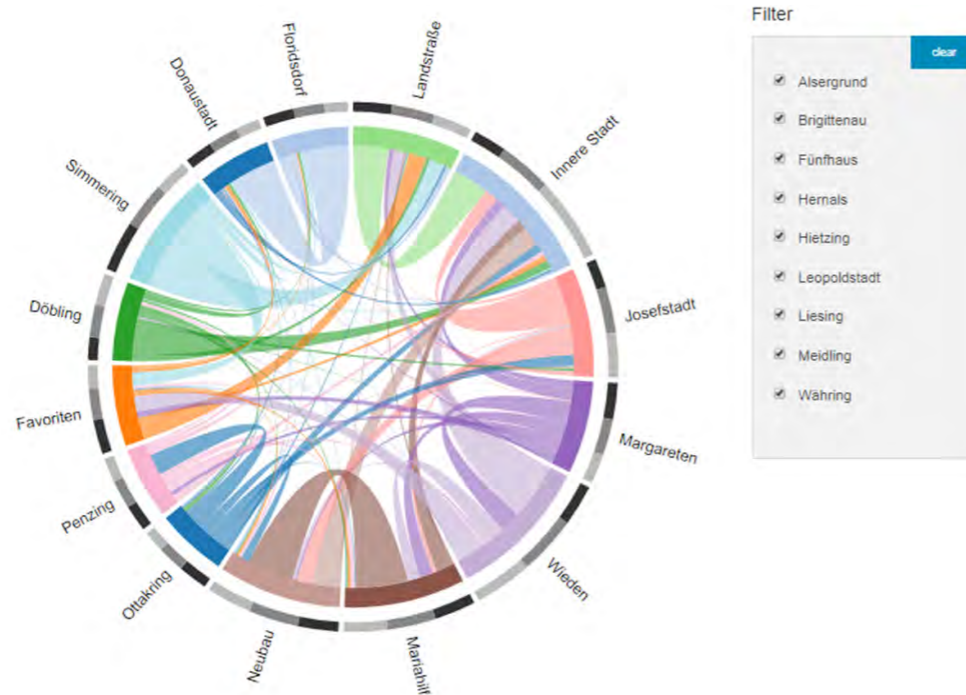 Filter
clear
Alsergrund
Brigittenau
Fünfhaus
Hernals
Hietzing
Leopoldstadt
Liesing
Meidling
Währing
Floridsdorf
Landstraße
Innere Stadt
Josefstadt
Margareten
Wieden
Mariahilf
Neubau
Ottakring
Penzing
Favoriten
Döbling
Simmering
Donaustadt